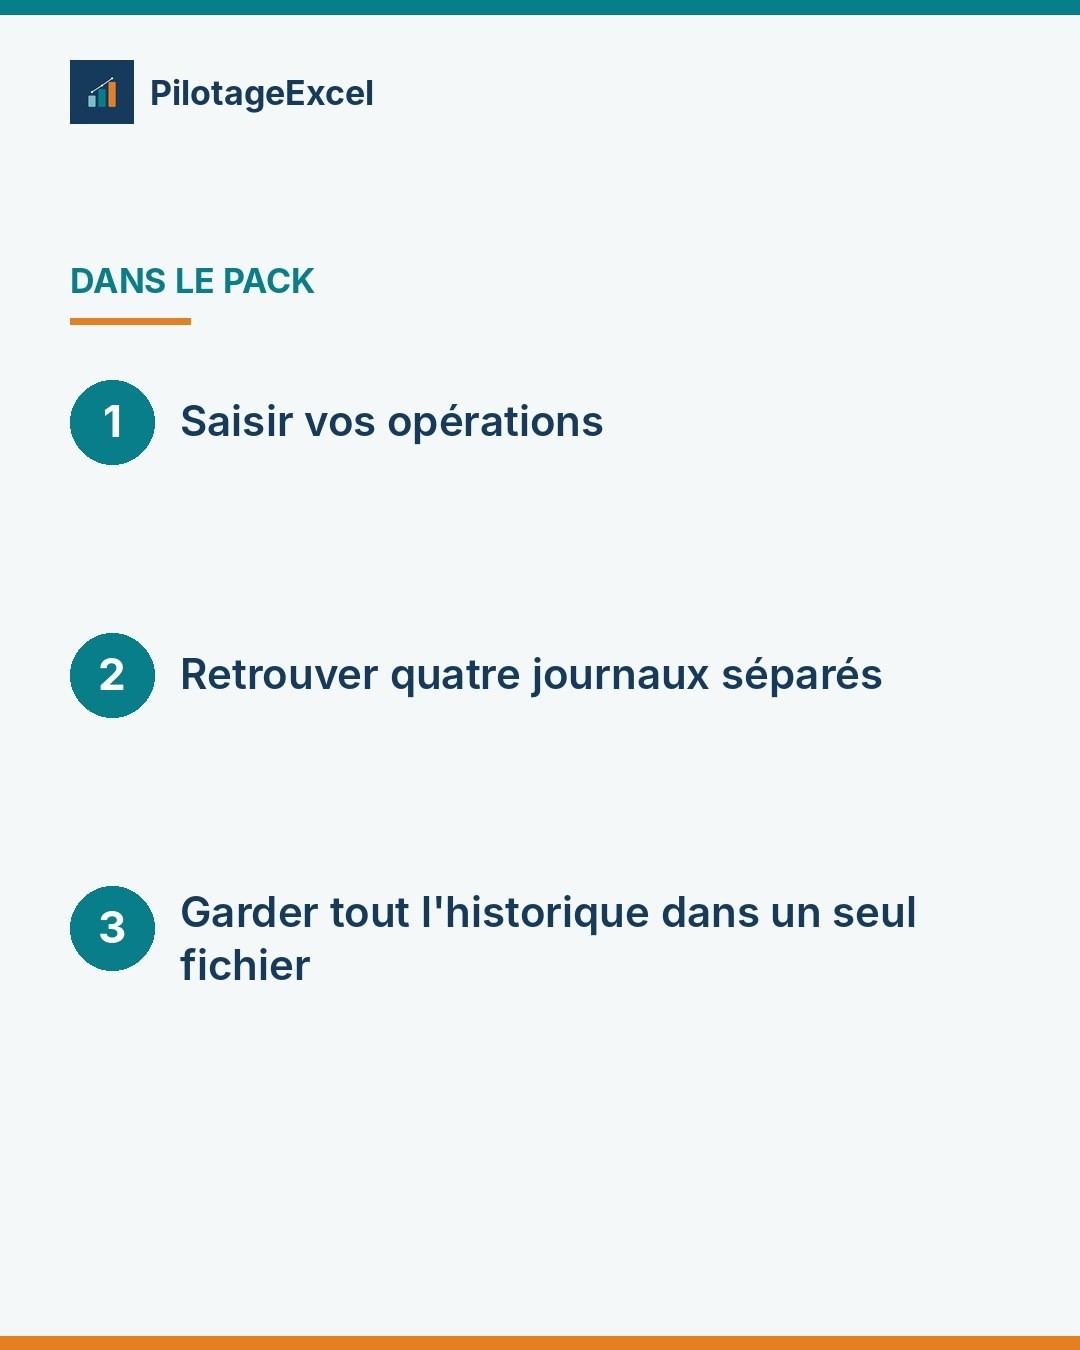 PilotageExcel
DANS LE PACK
1 Saisir vos opérations
2 Retrouver quatre journaux séparés
3 Garder tout l'historique dans un seul
fichier